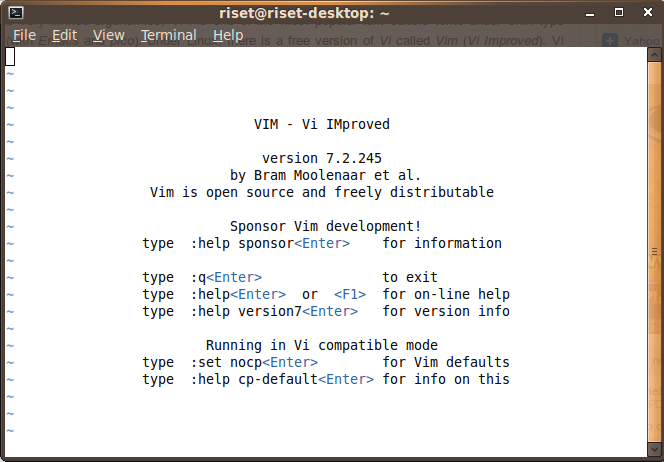 riset@riset-desktop: ~
File Edit View Terminal Help
~
~
~
~
VIM - Vi IMproved
~
~
version 7.2.245
~
by Bram Moolenaar et al.
~
Vim is open source and freely distributable
~
~
Sponsor Vim development!
~
type :help sponsor<Enter> for information
~
~
type :q<Enter> to exit
~
type :help<Enter> or <F1> for on-line help
~
type :help version7<Enter> for version info
~
~
Running in Vi compatible mode
~
type :set nocp<Enter> for Vim defaults
~
type :help cp-default<Enter> for info on this
~
~
~